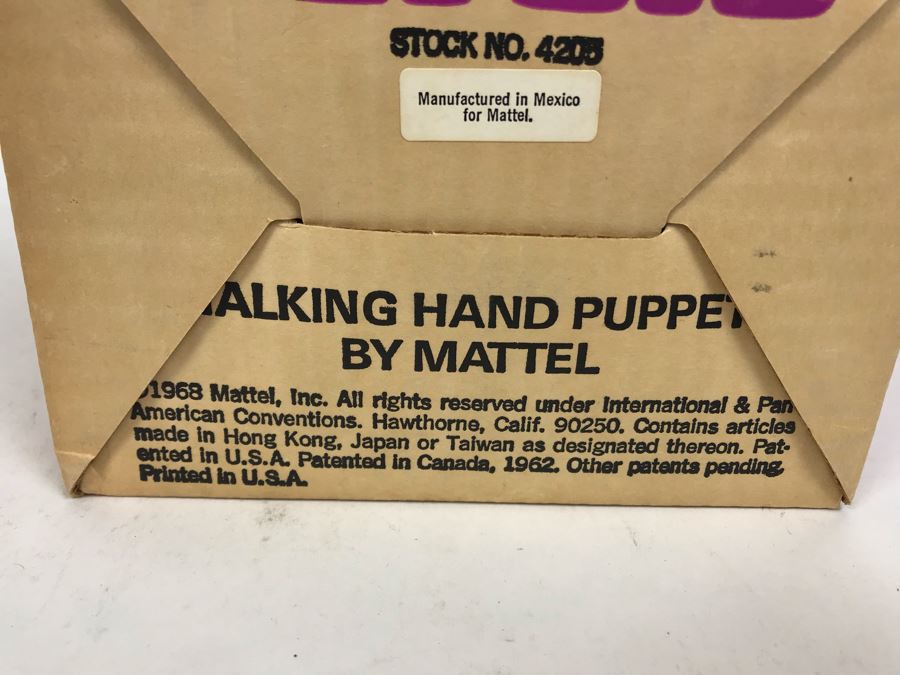 STOCK NO. 4205
Manufactured in Mexico
for Mattel.
TALKING HAND PUPPET
BY MATTEL
1968 Mattel, Inc. All rights reserved under International & Pan
American Conventions. Hawthorne, Calif. 90250. Contains articles
made in Hong Kong, Japan or Taiwan as designated thereon. Pat-
ented in U.S.A. Patented in Canada, 1962. Other patents pending.
Printed in U.S.A.